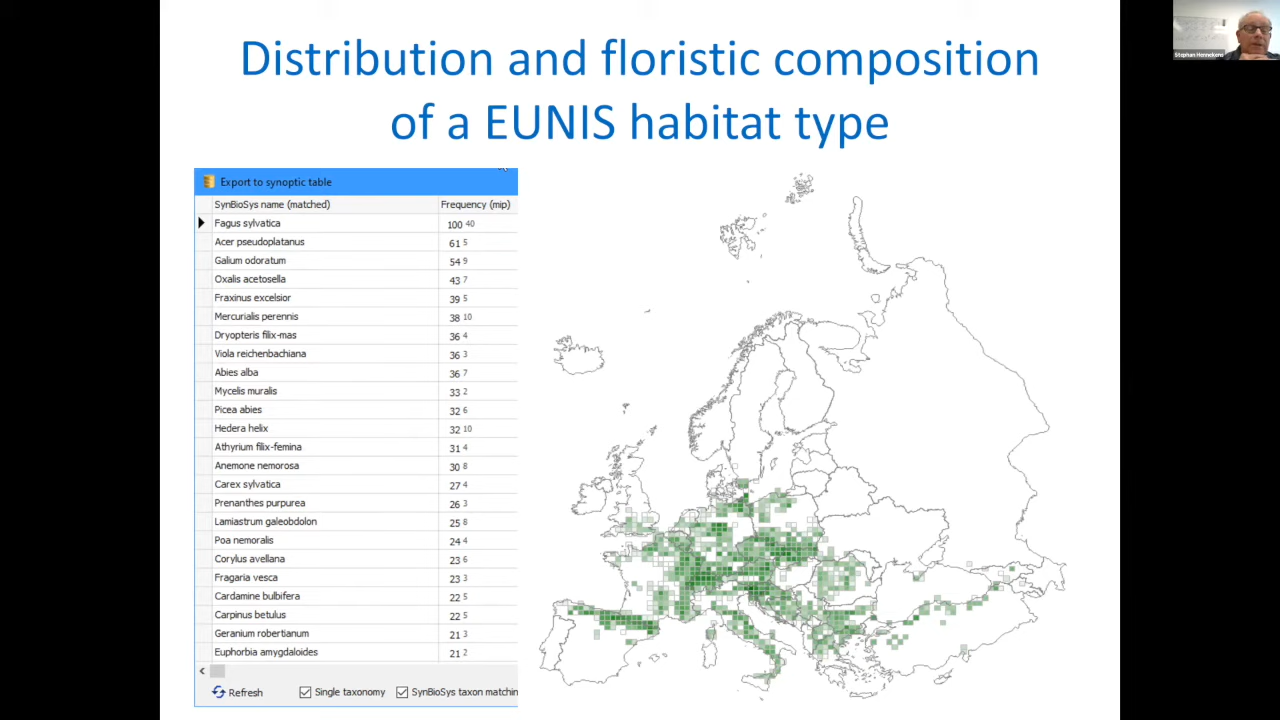 Distribution and floristic composition
of a EUNIS habitat type
Stephan Hennekens
Export to synoptic table
SynBioSys name (matched) Frequency (mip)
Fagus sylvatica 100 40
Acer pseudoplatanus 61 5
Galium odoratum 54 9
Oxalis acetosella 43 7
Fraxinus excelsior 39 5
Mercurialis perennis 38 10
Dryopteris filix-mas 36 4
Viola reichenbachiana 36 3
Abies alba 36 7
Mycelis muralis 33 2
Picea abies 32 6
Hedera helix 32 10
Athyrium filix-femina 31 4
Anemone nemorosa 30 8
Carex sylvatica 27 4
Prenanthes purpurea 26 3
Lamiastrum galeobdolon 25 8
Poa nemoralis 24 4
Corylus avellana 23 6
Fragaria vesca 23 3
Cardamine bulbifera 22 5
Carpinus betulus 22 5
Geranium robertianum 21 3
Euphorbia amygdaloides 21 2
Refresh Single taxonomy SynBioSys taxon matchin